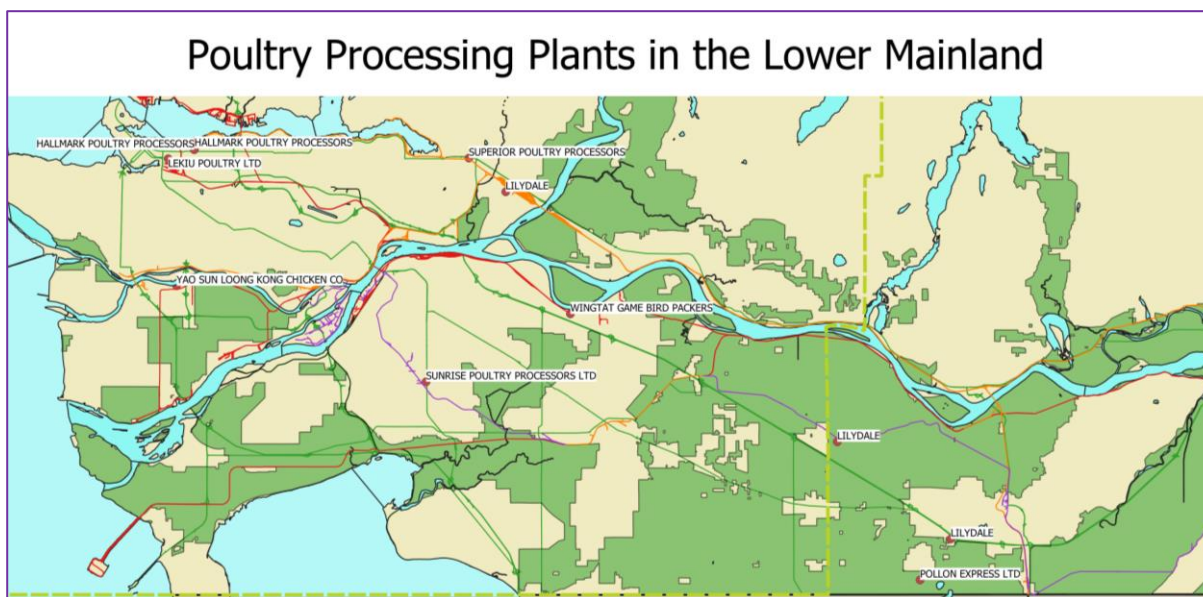 Poultry Processing Plants in the Lower Mainland
HALLMARK POULTRY PROCESSORS
HALLMARK POULTRY PROCESSORS
LEKIU POULTRY LTD
SUPERIOR POULTRY PROCESSORS
LILYDALE
YAO SUN LOONG KONG CHICKEN CO
WINGTAT GAME BIRD PACKERS
SUNRISE POULTRY PROCESSORS LTD
LILYDALE
LILYDALE
POLLON EXPRESS LTD